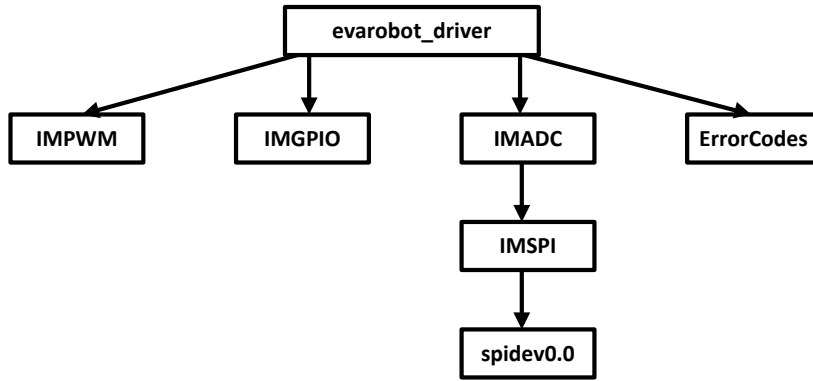 evarobot_driver
IMPWM
IMGPIO
IMADC
ErrorCodes
IMSPI
spidev0.0